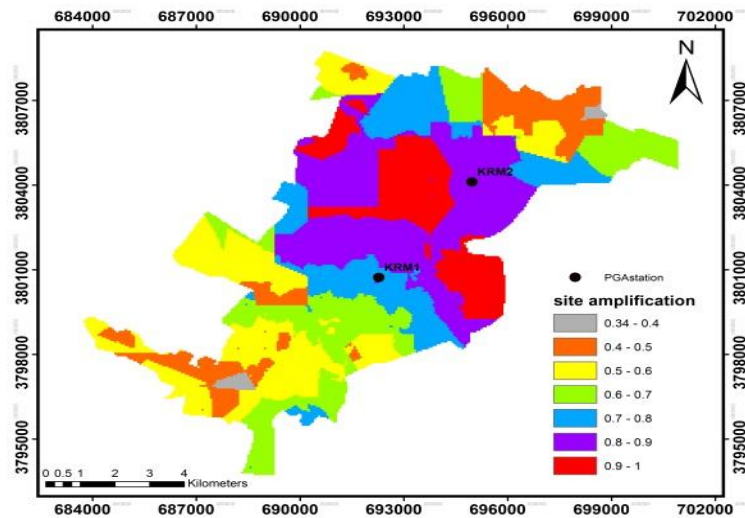 684000 687000 690000 693000 696000 699000 702000
N
3807000 3807000
3804000 3804000
3801000 3801000
3798000 3798000
3795000 3795000
KRM2
KRM1
PGAstation
site amplification
0.34 - 0.4
0.4 - 0.5
0.5 - 0.6
0.6 - 0.7
0.7 - 0.8
0.8 - 0.9
0.9 - 1
0 0.5 1 2 3 4
Kilometers
684000 687000 690000 693000 696000 699000 702000